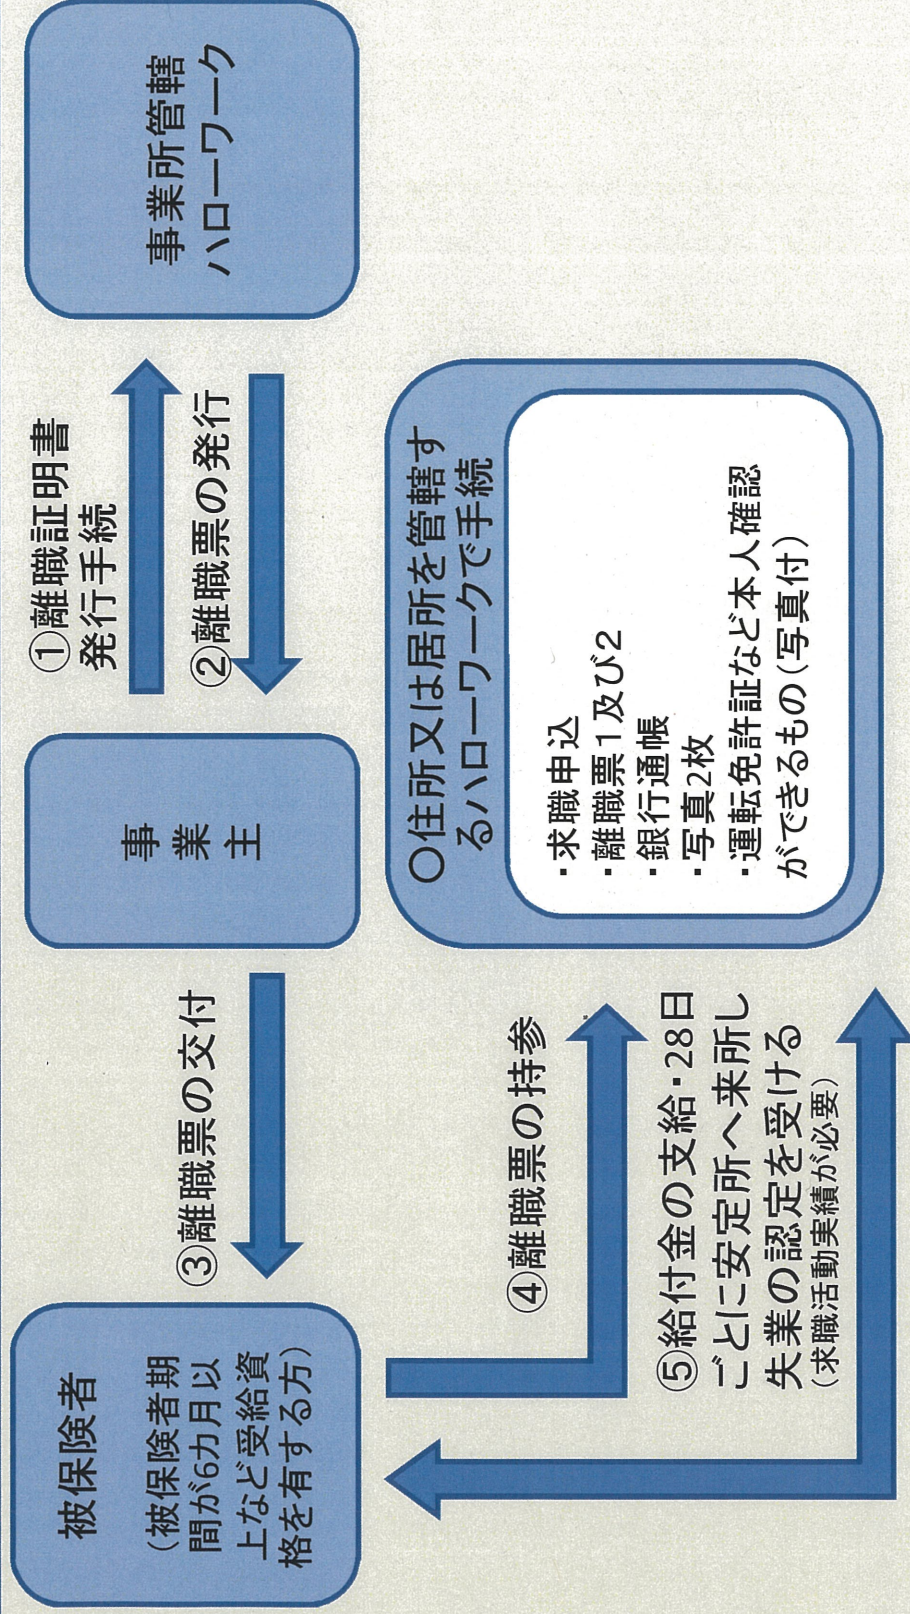 被保険者
（被保険者期
間が6カ月以
上など受給資
格を有する方）
③離職票の交付
事
業
主
①離職証明書
発行手続
②離職票の発行
事業所管轄
ハローワーク
④離職票の持参
⑤給付金の支給・28日
ごとに安定所へ来所し
失業の認定を受ける
（求職活動実績が必要）
〇住所又は居所を管轄す
るハローワークで手続
・求職申込
・離職票1及び2
・銀行通帳
・写真2枚
・運転免許証など本人確認
ができるもの（写真付）